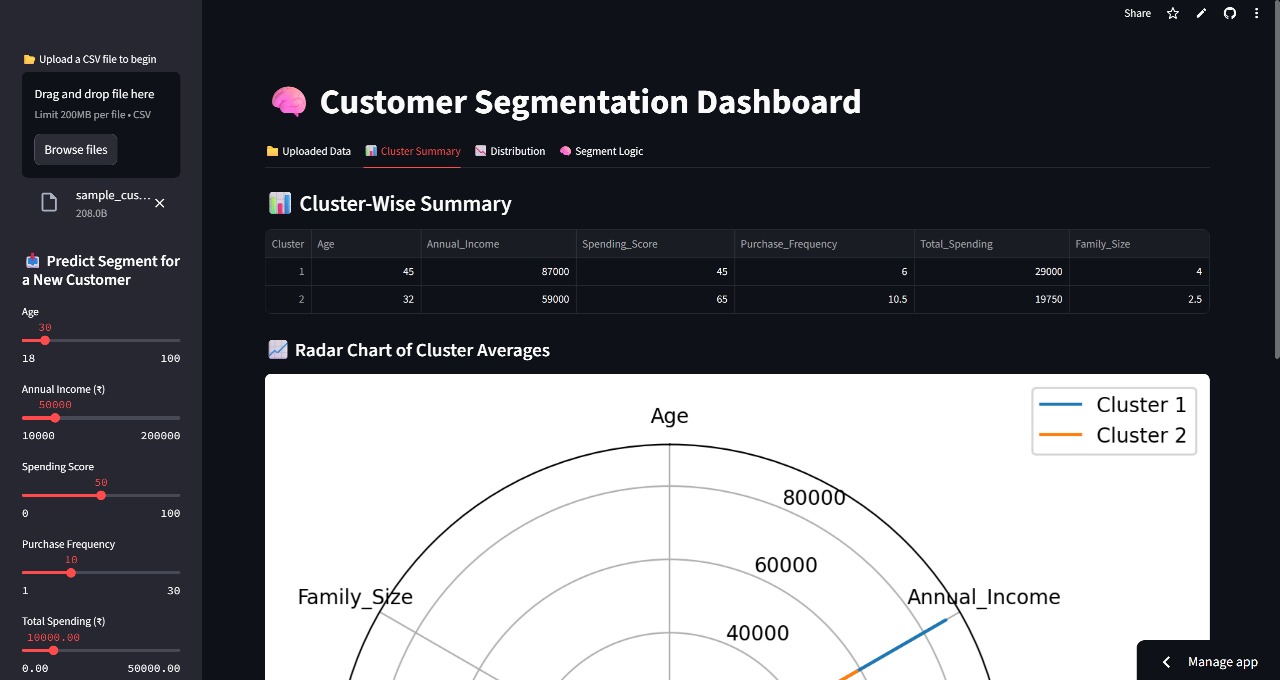 Share
Upload a CSV file to begin
Drag and drop file here
Limit 200MB per file • CSV
Browse files
sample_cus...
208.0B
Predict Segment for
a New Customer
Age
30
18 100
Annual Income (₹)
50000
10000 200000
Spending Score
50
0 100
Purchase Frequency
10
1 30
Total Spending (₹)
10000.00
0.00 50000.00
Customer Segmentation Dashboard
Uploaded Data Cluster Summary Distribution Segment Logic
Cluster-Wise Summary
Cluster Age Annual_Income Spending_Score Purchase_Frequency Total_Spending Family_Size
1 45 87000 45 6 29000 4
2 32 59000 65 10.5 19750 2.5
Radar Chart of Cluster Averages
Cluster 1
Cluster 2
Age
80000
60000
Family_Size
Annual_Income
40000
Manage app